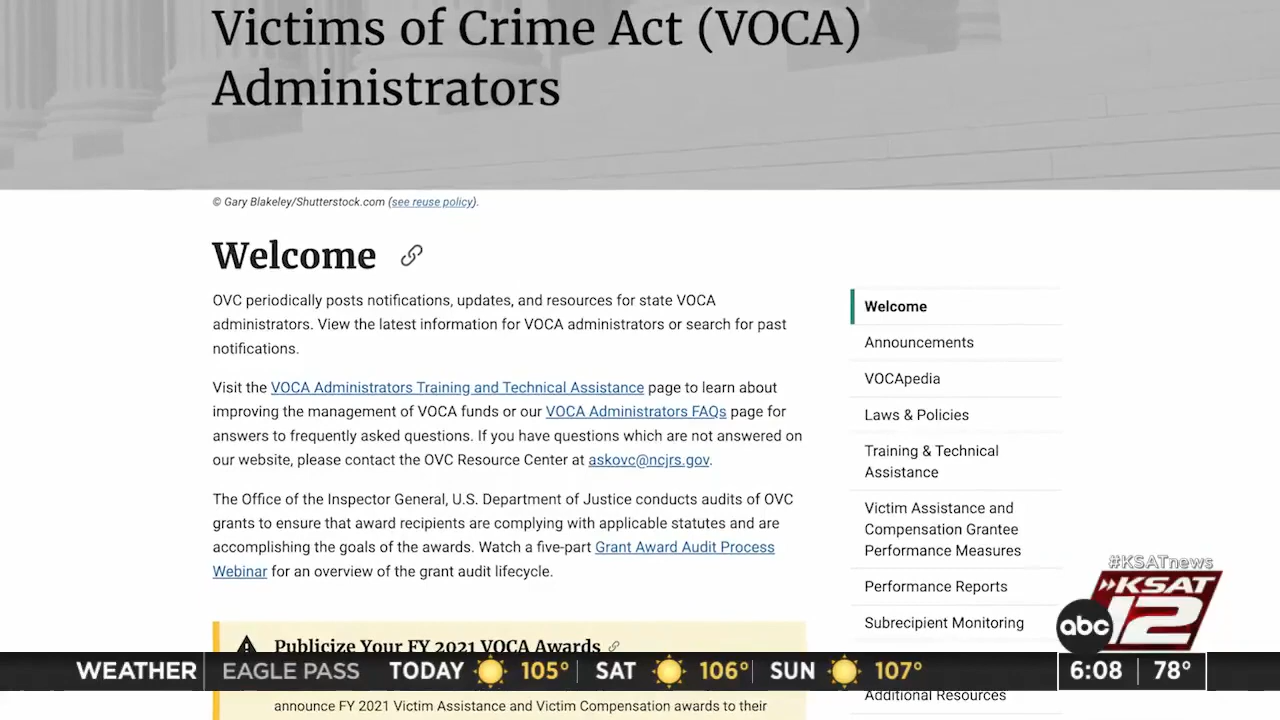 Victims of Crime Act (VOCA)
Administrators
© Gary Blakeley/Shutterstock.com (see reuse policy).
Welcome
OVC periodically posts notifications, updates, and resources for state VOCA
administrators. View the latest information for VOCA administrators or search for past
notifications.
Visit the VOCA Administrators Training and Technical Assistance page to learn about
improving the management of VOCA funds or our VOCA Administrators FAQs page for
answers to frequently asked questions. If you have questions which are not answered on
our website, please contact the OVC Resource Center at askovc@ncjrs.gov.
The Office of the Inspector General, U.S. Department of Justice conducts audits of OVC
grants to ensure that award recipients are complying with applicable statutes and are
accomplishing the goals of the awards. Watch a five-part Grant Award Audit Process
Webinar for an overview of the grant audit lifecycle.
Publicize Your FY 2021 VOCA Awards
announce FY 2021 Victim Assistance and Victim Compensation awards to their
Welcome
Announcements
VOCApedia
Laws & Policies
Training & Technical
Assistance
Victim Assistance and
Compensation Grantee
Performance Measures
Performance Reports
Subrecipient Monitoring
Additional Resources
#KSATnews
KSAT
abc 12
WEATHER EAGLE PASS TODAY 105° SAT 106° SUN 107° 6:08 78°